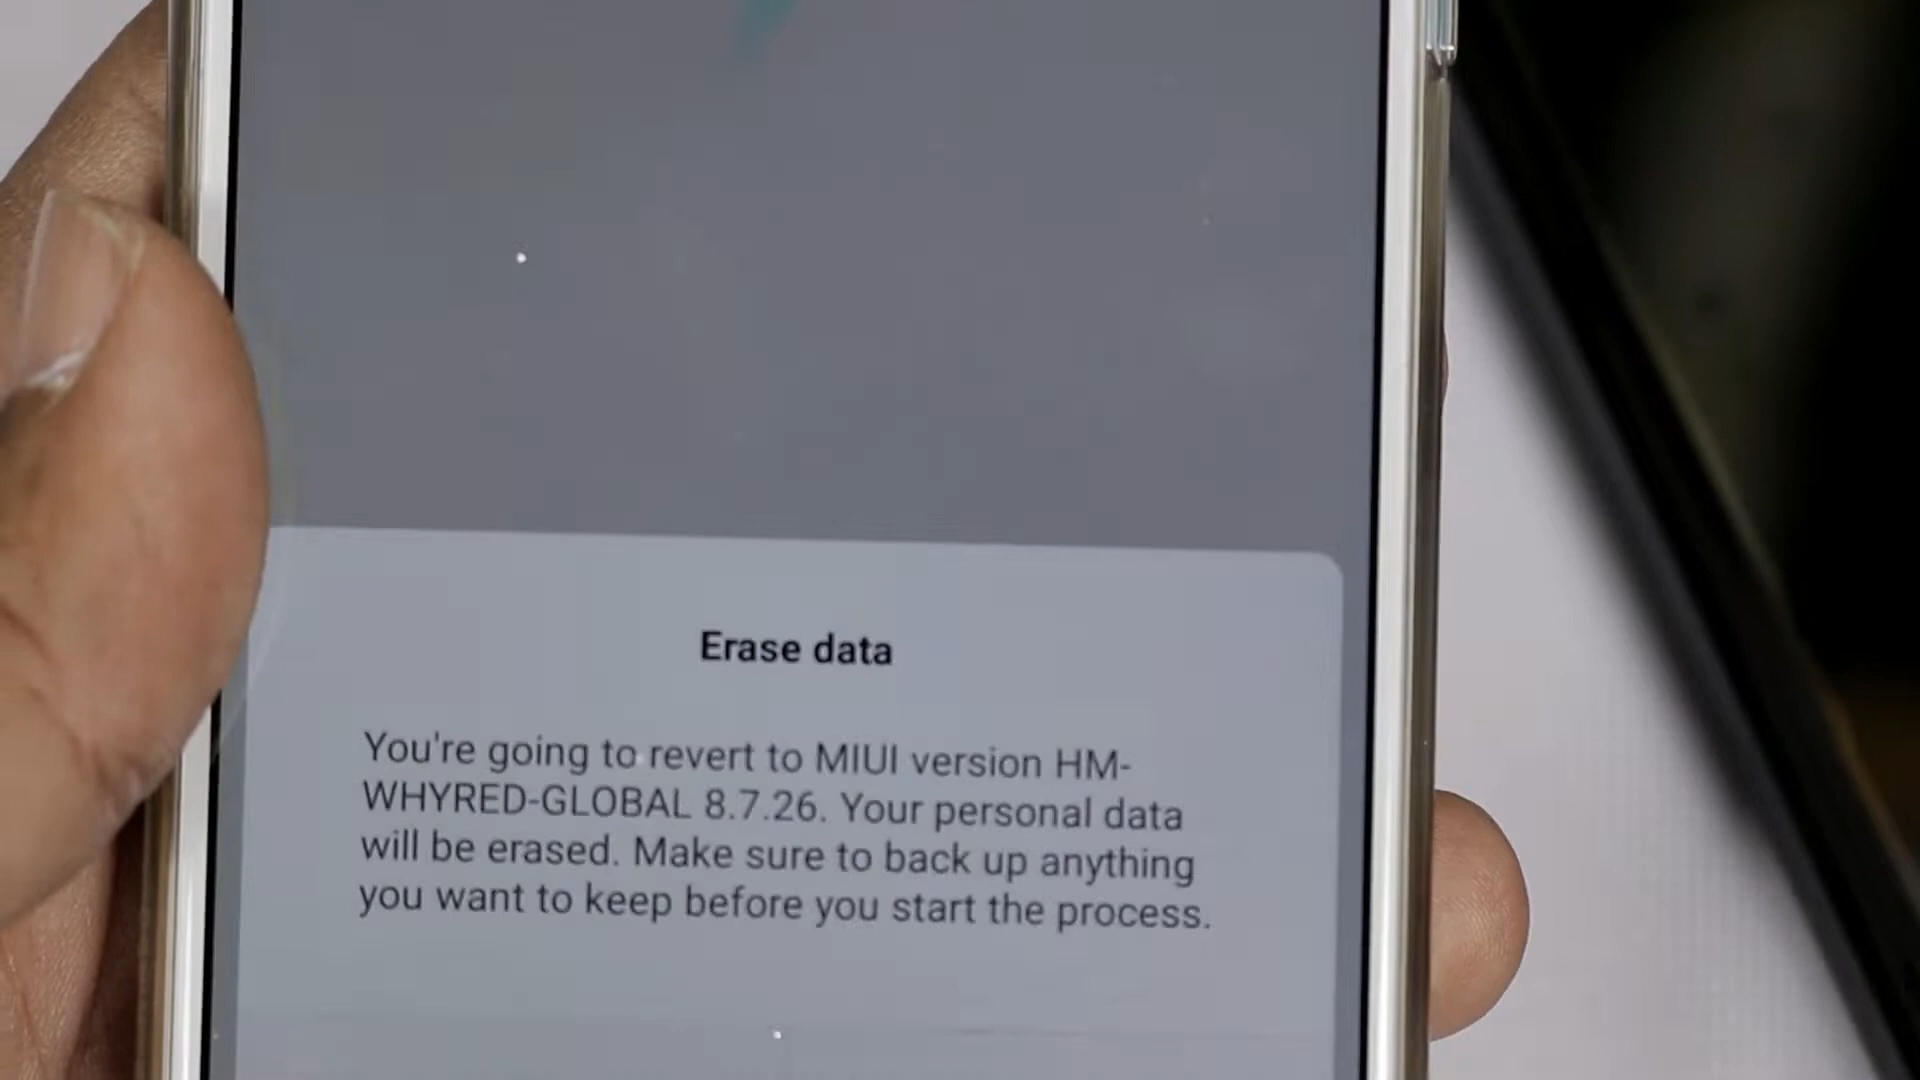 Erase data
You're going to revert to MIUI version HM-
WHYRED-GLOBAL 8.7.26. Your personal data
will be erased. Make sure to back up anything
you want to keep before you start the process.